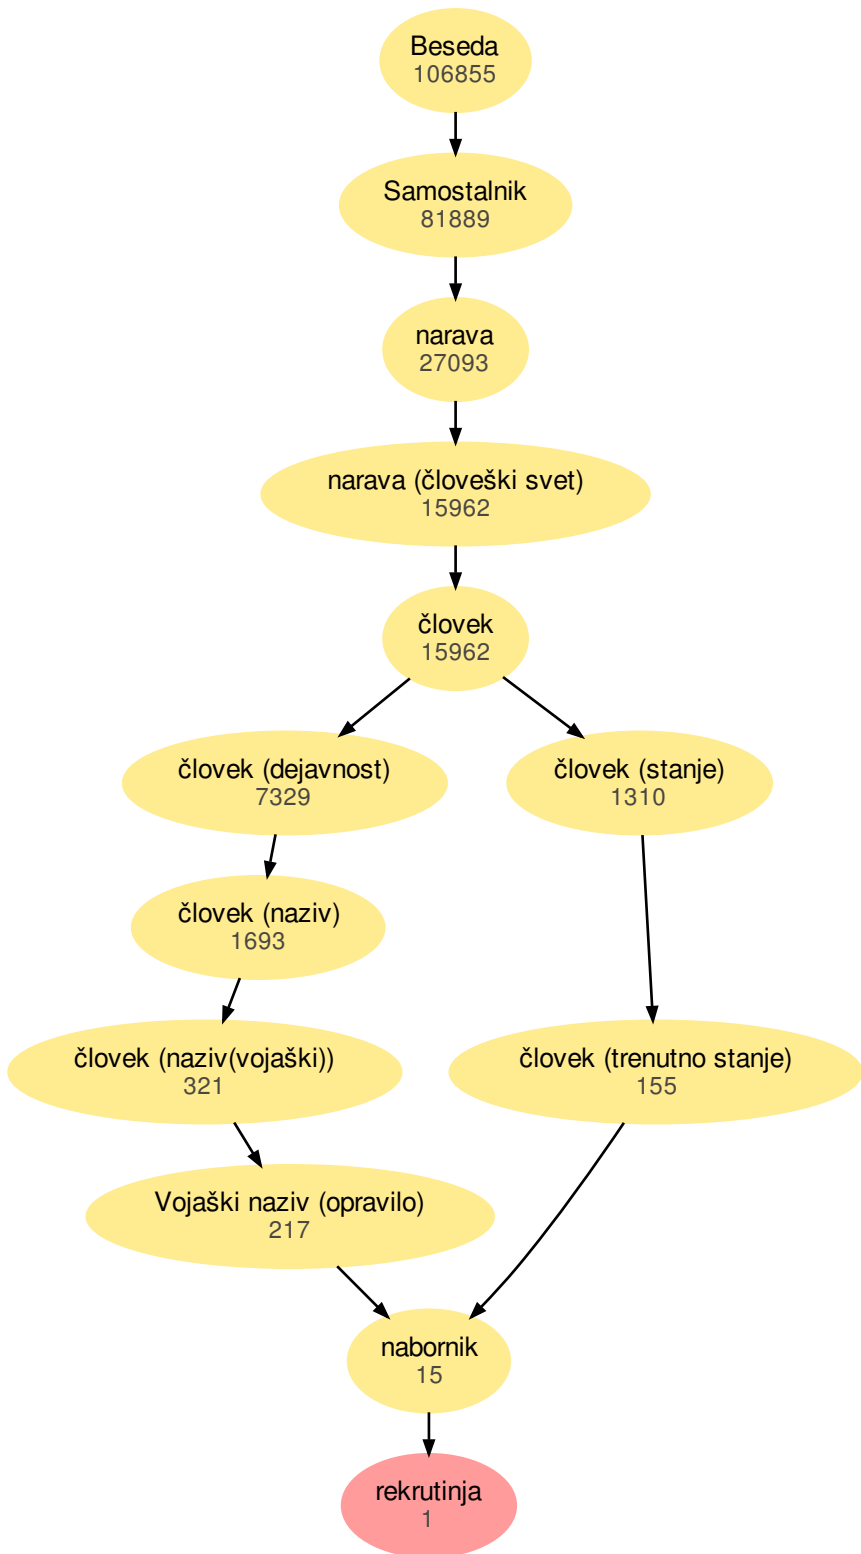 Beseda
106855
Samostalnik
81889
narava
27093
narava (človeški svet)
15962
človek
15962
človek (dejavnost)
7329
človek (stanje)
1310
človek (naziv)
1693
človek (naziv(vojaški))
321
človek (trenutno stanje)
155
Vojaški naziv (opravilo)
217
nabornik
15
rekrutinja
1